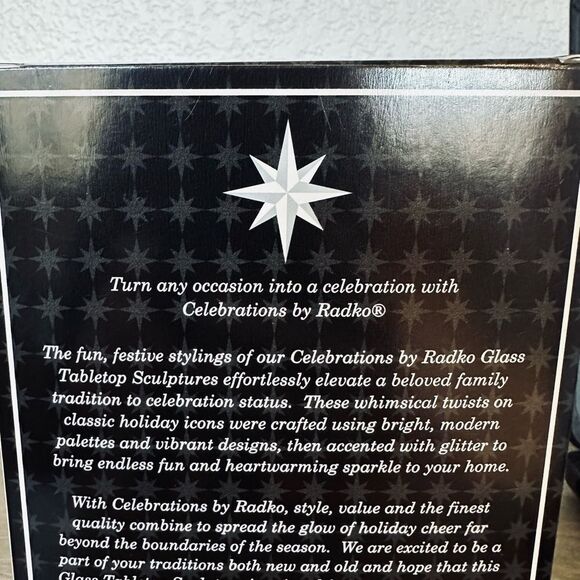 Turn any occasion into a celebration with
Celebrations by Radko®
The fun, festive stylings of our Celebrations by Radko Glass
Tabletop Sculptures effortlessly elevate a beloved family
tradition to celebration status. These whimsical twists on
classic holiday icons were crafted using bright, modern
palettes and vibrant designs, then accented with glitter to
bring endless fun and heartwarming sparkle to your home.
With Celebrations by Radko, style, value and the finest
quality combine to spread the glow of holiday cheer far
beyond the boundaries of the season. We are excited to be a
part of your traditions both new and old and hope that this
Glass Tabletop